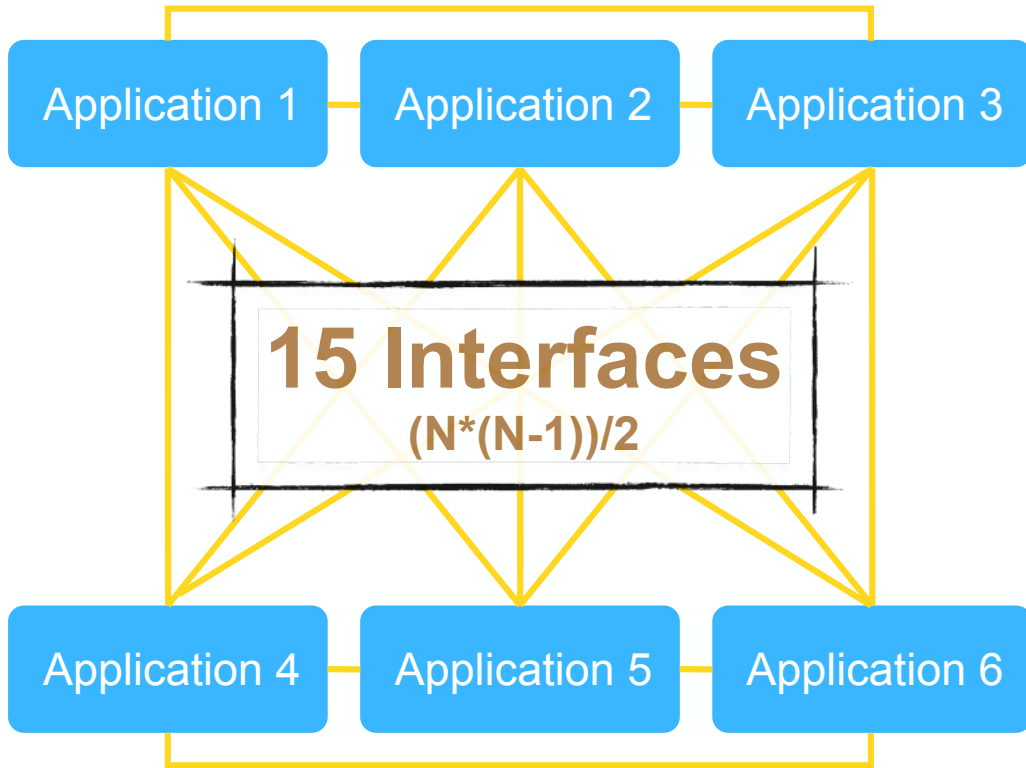 Application 1
Application 2
Application 3
15 Interfaces
(N*(N-1))/2
Application 4
Application 5
Application 6